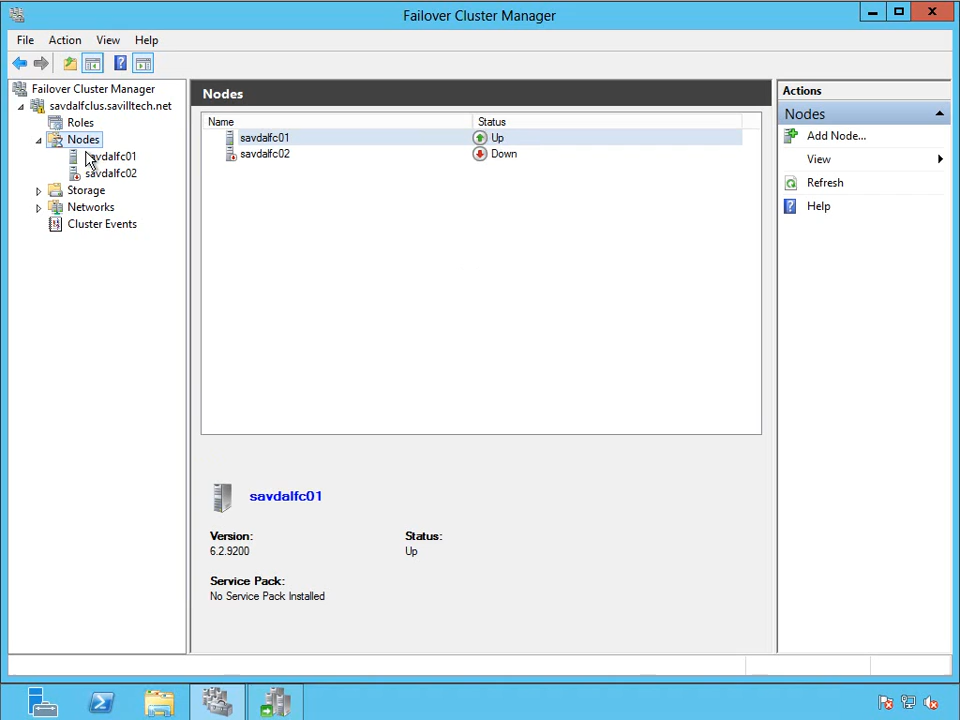 Failover Cluster Manager
File Action View Help
Failover Cluster Manager
savdalfclus.savilltech.net
Roles
Nodes
savdalfc02
Storage
Networks
Cluster Events
Nodes
Name Status
savdalfc01 Up
savdalfc02 Down
savdalfc01
Version: Status:
6.2.9200 Up
Service Pack:
No Service Pack Installed
Actions
Nodes
Add Node...
View
Refresh
Help